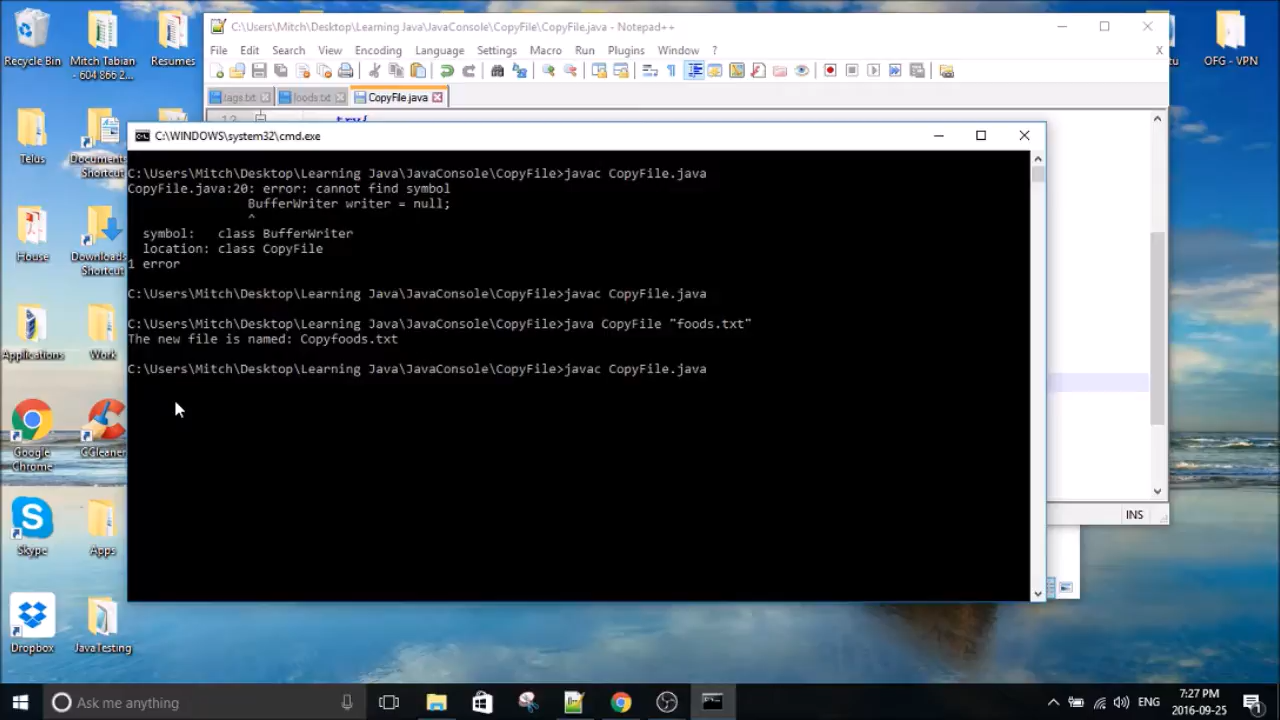 C:\Users\Mitch\Desktop\Learning Java\JavaConsole\CopyFile\CopyFile.java - Notepad++
File Edit Search View Encoding Language Settings Macro Run Plugins Window ? X
tags.txt foods.txt CopyFile.java
try{
C:\WINDOWS\system32\cmd.exe
C:\Users\Mitch\Desktop\Learning Java\JavaConsole\CopyFile>javac CopyFile.java
CopyFile.java:20: error: cannot find symbol
BufferWriter writer = null;
^
symbol:   class BufferWriter
location: class CopyFile
1 error
C:\Users\Mitch\Desktop\Learning Java\JavaConsole\CopyFile>javac CopyFile.java
C:\Users\Mitch\Desktop\Learning Java\JavaConsole\CopyFile>java CopyFile "foods.txt"
The new file is named: Copyfoods.txt
C:\Users\Mitch\Desktop\Learning Java\JavaConsole\CopyFile>javac CopyFile.java
INS
Recycle Bin
Mitch Tabian
- 604 866 2...
Resumes
OFG - VPN
Telus
Documents
Shortcut
House
Downloads
Shortcut
Applications
Work
Google
Chrome
CCleaner
Skype
Apps
Dropbox
JavaTesting
Ask me anything
ENG
7:27 PM
2016-09-25